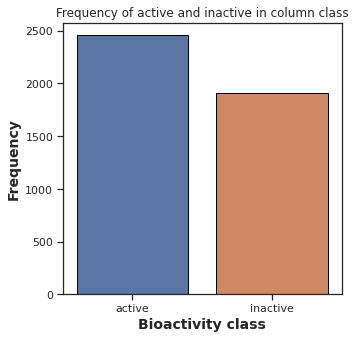 Frequency of active and inactive in column class
2500
2000
1500
1000
500
0
Frequency
active inactive
Bioactivity class